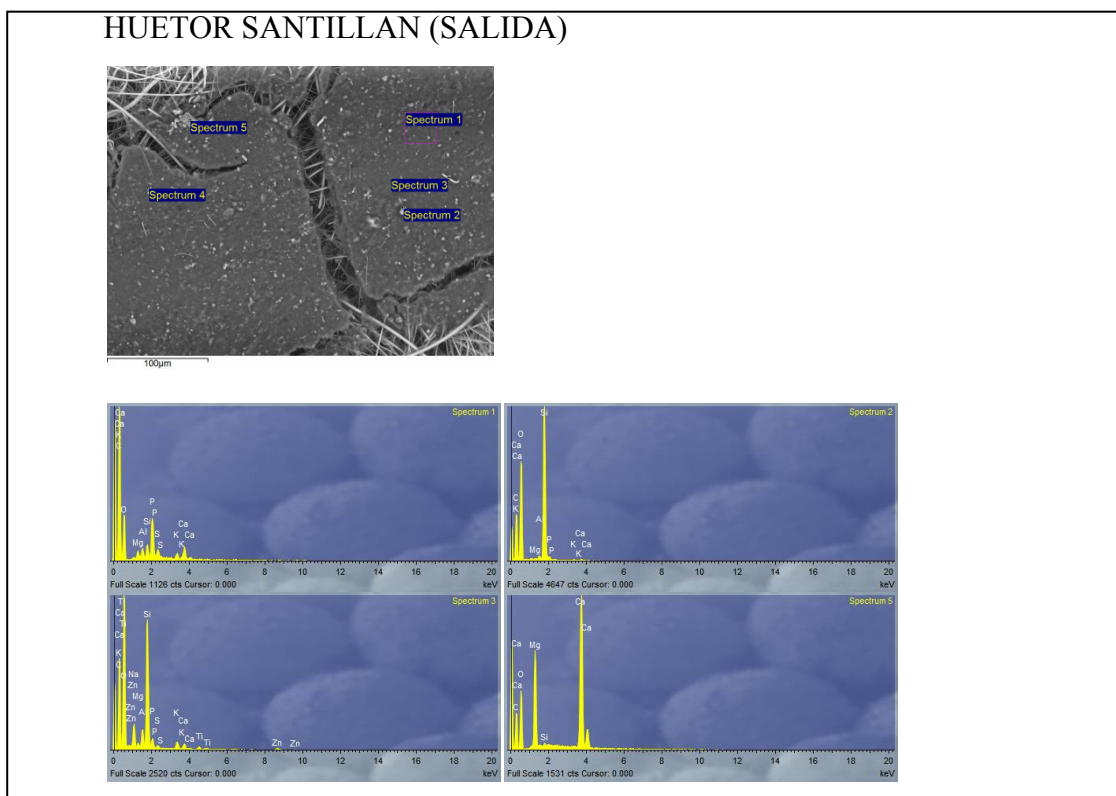 HUETOR SANTILLAN (SALIDA)
Spectrum 1
Spectrum 5
Spectrum 3
Spectrum 4
Spectrum 2
100µm
Spectrum 1
Ca
Ca
C
O
P
P
Si
Al
S
Mg
S
Ca
K
Ca
K
0 2 4 6 8 10 12 14 16 18 20
Full Scale 1126 cts Cursor: 0.000 keV
Spectrum 2
Si
O
Ca
Ca
C
K
Al
P
Mg
P
Ca
K
Ca
K
0 2 4 6 8 10 12 14 16 18 20
Full Scale 4647 cts Cursor: 0.000 keV
Spectrum 3
Ti
Ca
Ti
Ca
Si
K
C
O
Na
Zn
Mg
Zn
Al
P
Zn
S
P
S
K
Ca
K
Ca
Ti
Ti
Zn
Zn
0 2 4 6 8 10 12 14 16 18 20
Full Scale 2520 cts Cursor: 0.000 keV
Spectrum 5
Ca
Ca
Ca
Mg
O
Ca
C
Si
0 2 4 6 8 10 12 14 16 18 20
Full Scale 1531 cts Cursor: 0.000 keV